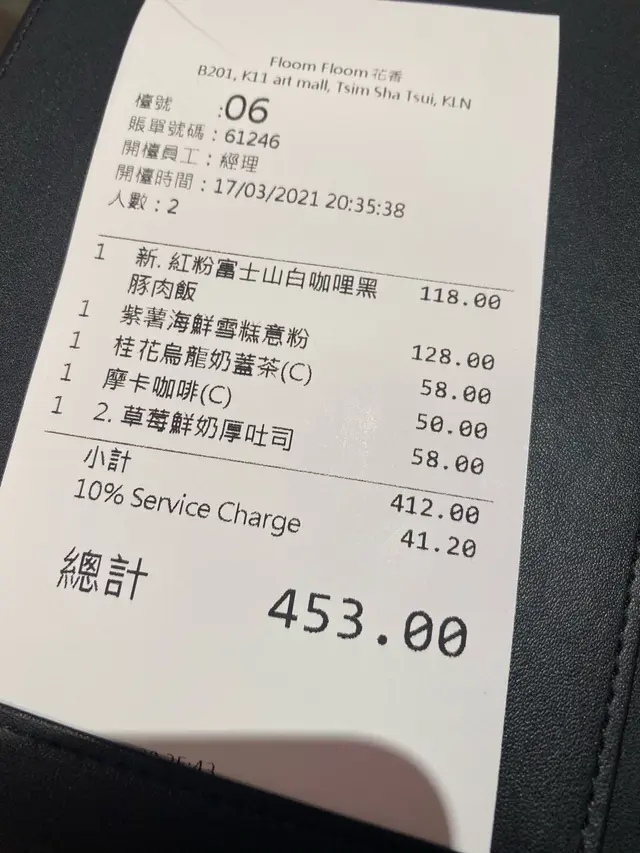 Floom Floom 花香
B201, K11 art mall, Tsim Sha Tsui, KLN
檯號 :06
賬單號碼 : 61246
開檯員工 : 經理
開檯時間 : 17/03/2021 20:35:38
人數 : 2
1 新. 紅粉富士山白咖哩黑 118.00
豚肉飯
1 紫薯海鮮雪糕意粉 128.00
1 桂花烏龍奶蓋茶(C) 58.00
1 摩卡咖啡(C) 50.00
1 2. 草莓鮮奶厚吐司 58.00
小計 412.00
10% Service Charge 41.20
總計 453.00